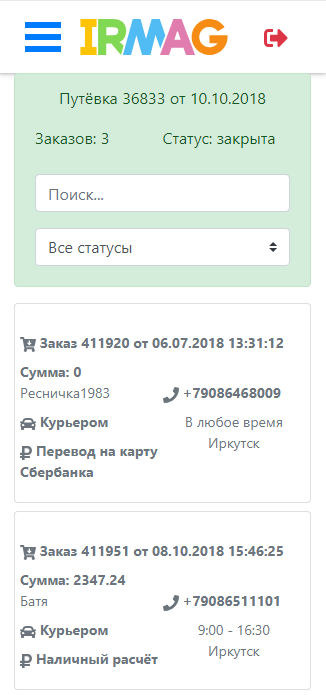 IRMAG
Путёвка 36833 от 10.10.2018
Заказов: 3 Статус: закрыта
Поиск...
Все статусы
Заказ 411920 от 06.07.2018 13:31:12
Сумма: 0
Ресничка1983 +79086468009
Курьером В любое время
Иркутск
Перевод на карту
Сбербанка
Заказ 411951 от 08.10.2018 15:46:25
Сумма: 2347.24
Батя +79086511101
Курьером 9:00 - 16:30
Иркутск
Наличный расчёт